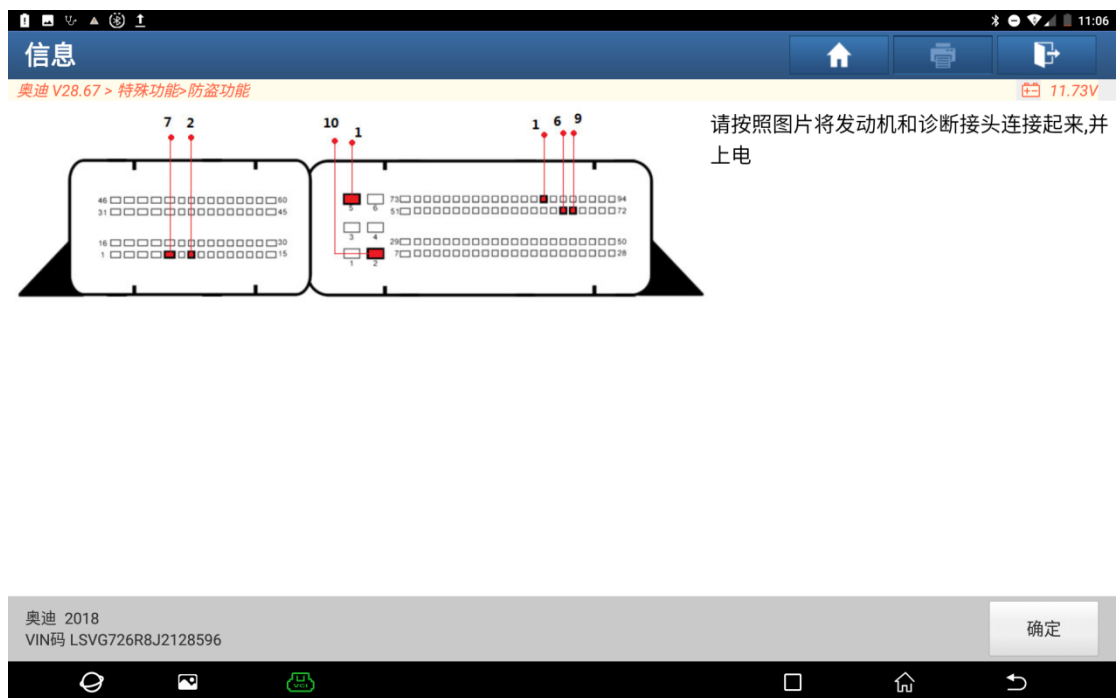 11:06
信息
奥迪 V28.67 > 特殊功能>防盗功能
11.73V
7 2 10 1 1 6 9
请按照图片将发动机和诊断接头连接起来,并
上电
46 60 5 6 73 94
31 45 51 72
16 30 3 4 29 50
1 15 1 2 7 28
奥迪 2018
VIN码 LSVG726R8J2128596
确定
VCI